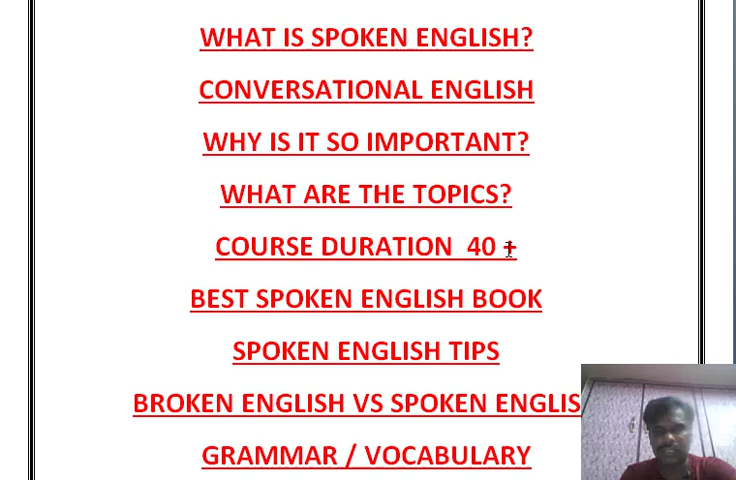 WHAT IS SPOKEN ENGLISH?
CONVERSATIONAL ENGLISH
WHY IS IT SO IMPORTANT?
WHAT ARE THE TOPICS?
COURSE DURATION 40 +
BEST SPOKEN ENGLISH BOOK
SPOKEN ENGLISH TIPS
BROKEN ENGLISH VS SPOKEN ENGLIS
GRAMMAR / VOCABULARY